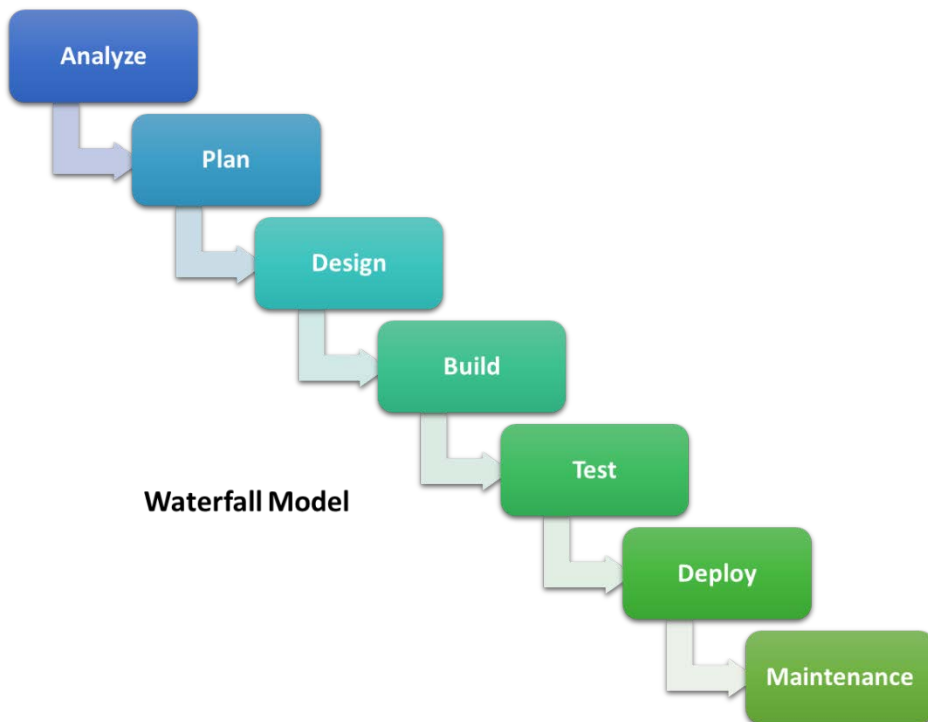 Analyze
Plan
Design
Build
Test
Waterfall Model
Deploy
Maintenance